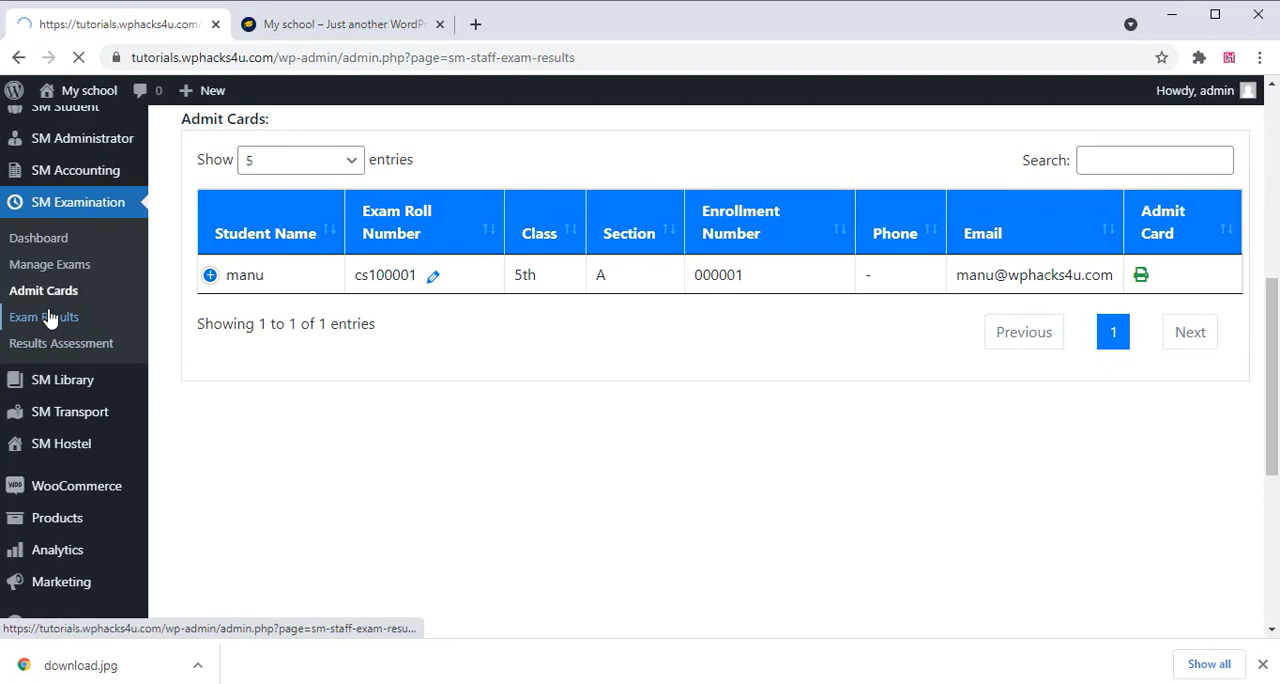 https://tutorials.wphacks4u.com/
My school – Just another WordPr
tutorials.wphacks4u.com/wp-admin/admin.php?page=sm-staff-exam-results
My school
0
New
Howdy, admin
SM Student
SM Administrator
SM Accounting
SM Examination
Dashboard
Manage Exams
Admit Cards
Exam Results
Results Assessment
SM Library
SM Transport
SM Hostel
WooCommerce
Products
Analytics
Marketing
Admit Cards:
Show 5 entries
Search:
Student Name
Exam Roll Number
Class
Section
Enrollment Number
Phone
Email
Admit Card
manu cs100001 5th A 000001 - manu@wphacks4u.com
Showing 1 to 1 of 1 entries
Previous 1 Next
https://tutorials.wphacks4u.com/wp-admin/admin.php?page=sm-staff-exam-resu...
download.jpg
Show all